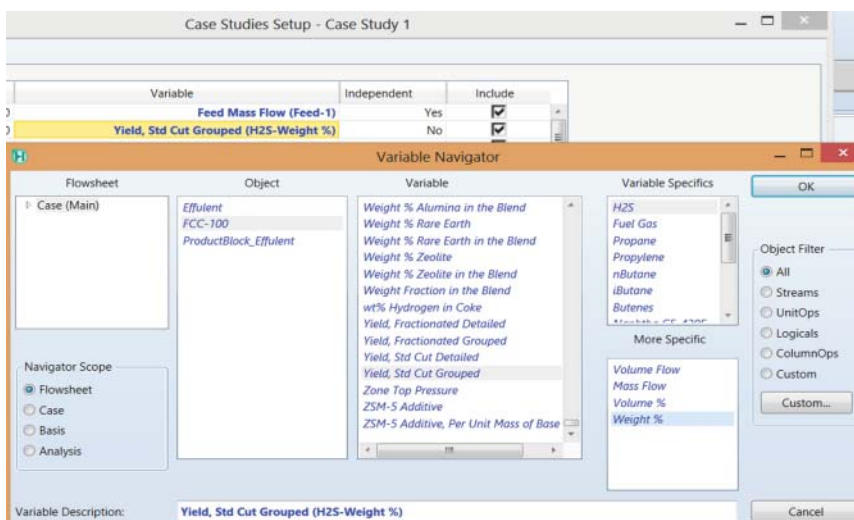 Case Studies Setup - Case Study 1
Variable Independent Include
Feed Mass Flow (Feed-1) Yes
Yield, Std Cut Grouped (H2S-Weight %) No
Variable Navigator
Flowsheet
Case (Main)
Navigator Scope
Flowsheet
Case
Basis
Analysis
Object
Effulent
FCC-100
ProductBlock_Effulent
Variable
Weight % Alumina in the Blend
Weight % Rare Earth
Weight % Rare Earth in the Blend
Weight % Zeolite
Weight % Zeolite in the Blend
Weight Fraction in the Blend
wt% Hydrogen in Coke
Yield, Fractionated Detailed
Yield, Fractionated Grouped
Yield, Std Cut Detailed
Yield, Std Cut Grouped
Zone Top Pressure
ZSM-5 Additive
ZSM-5 Additive, Per Unit Mass of Base
Variable Specifics
H2S
Fuel Gas
Propane
Propylene
nButane
iButane
Butenes
More Specific
Volume Flow
Mass Flow
Volume %
Weight %
OK
Object Filter
All
Streams
UnitOps
Logicals
ColumnOps
Custom
Custom...
Variable Description: Yield, Std Cut Grouped (H2S-Weight %)
Cancel